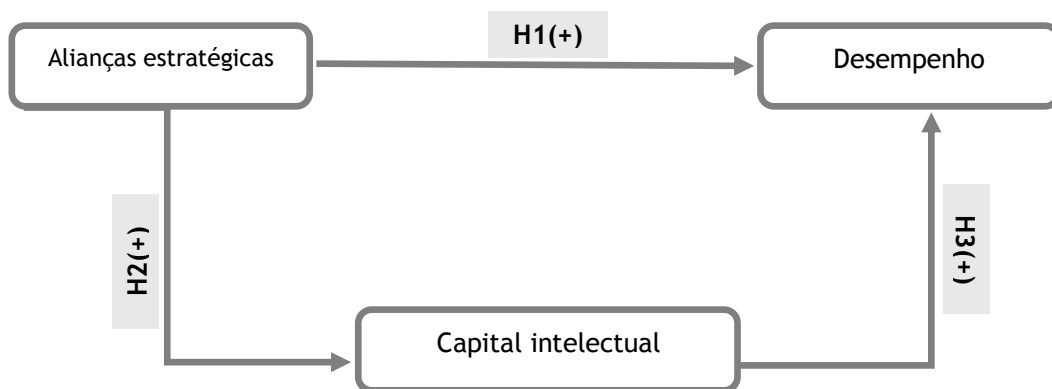 H1(+)
Alianças estratégicas
Desempenho
H2(+)
H3(+)
Capital intelectual